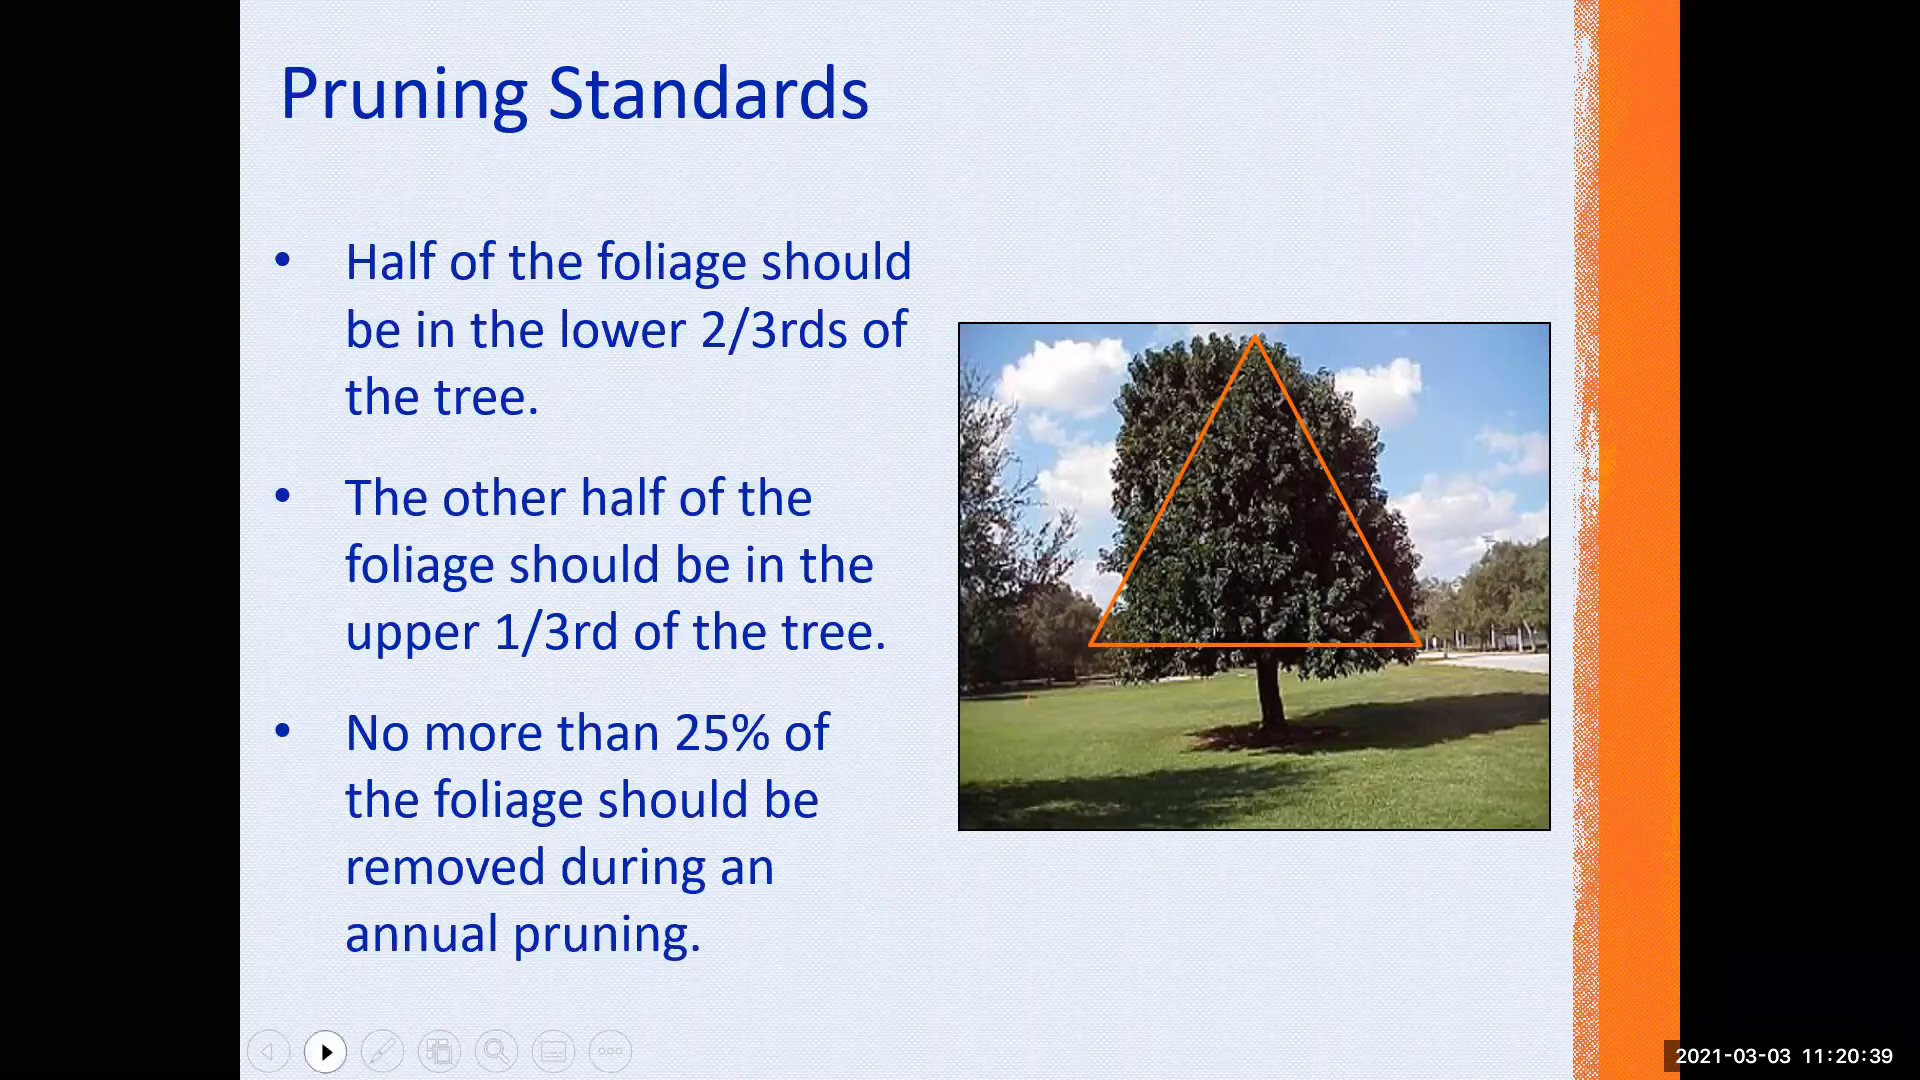 Pruning Standards
• Half of the foliage should
be in the lower 2/3rds of
the tree.
• The other half of the
foliage should be in the
upper 1/3rd of the tree.
• No more than 25% of
the foliage should be
removed during an
annual pruning.
2021-03-03 11:20:39